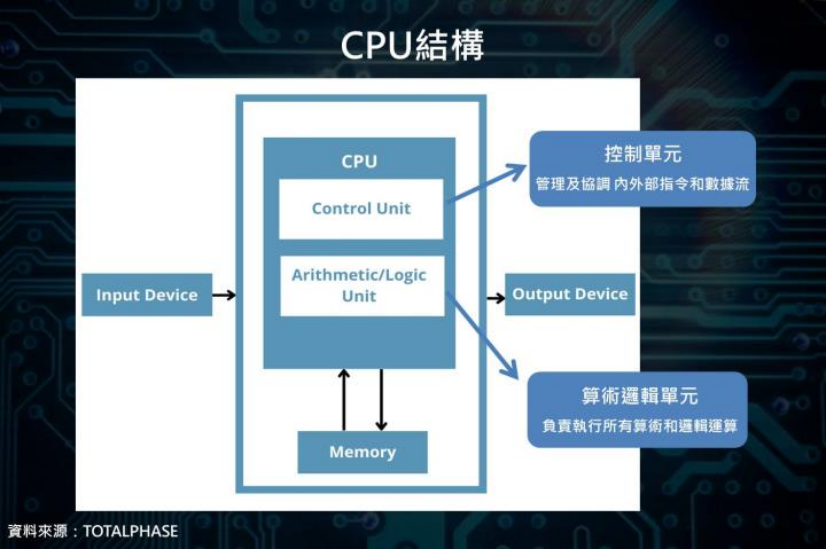 CPU結構
CPU
Control Unit
Arithmetic/Logic
Unit
Input Device
Output Device
Memory
控制單元
管理及協調 內外部指令和數據流
算術邏輯單元
負責執行所有算術和邏輯運算
資料來源：TOTALPHASE